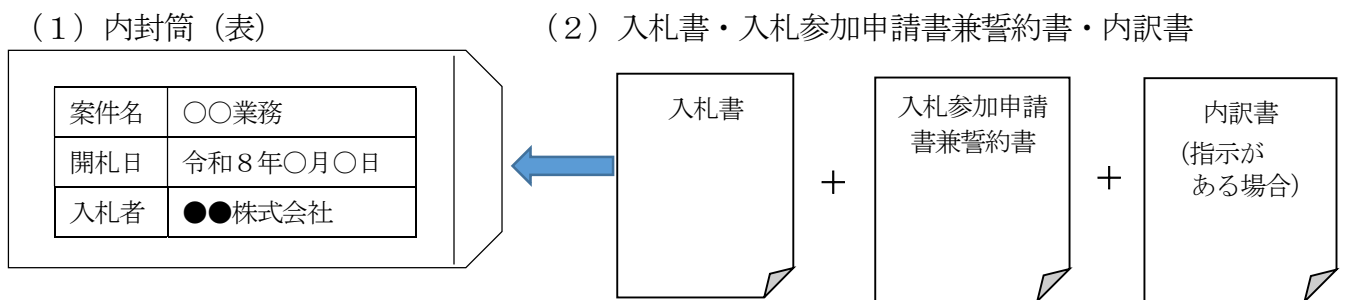 (1)内封筒(表)
(2)入札書・入札参加申請書兼誓約書・内訳書
案件名 ○○業務
開札日 令和8年○月○日
入札者 ●●株式会社
入札書
+
入札参加申請
書兼誓約書
+
内訳書
(指示が
ある場合)